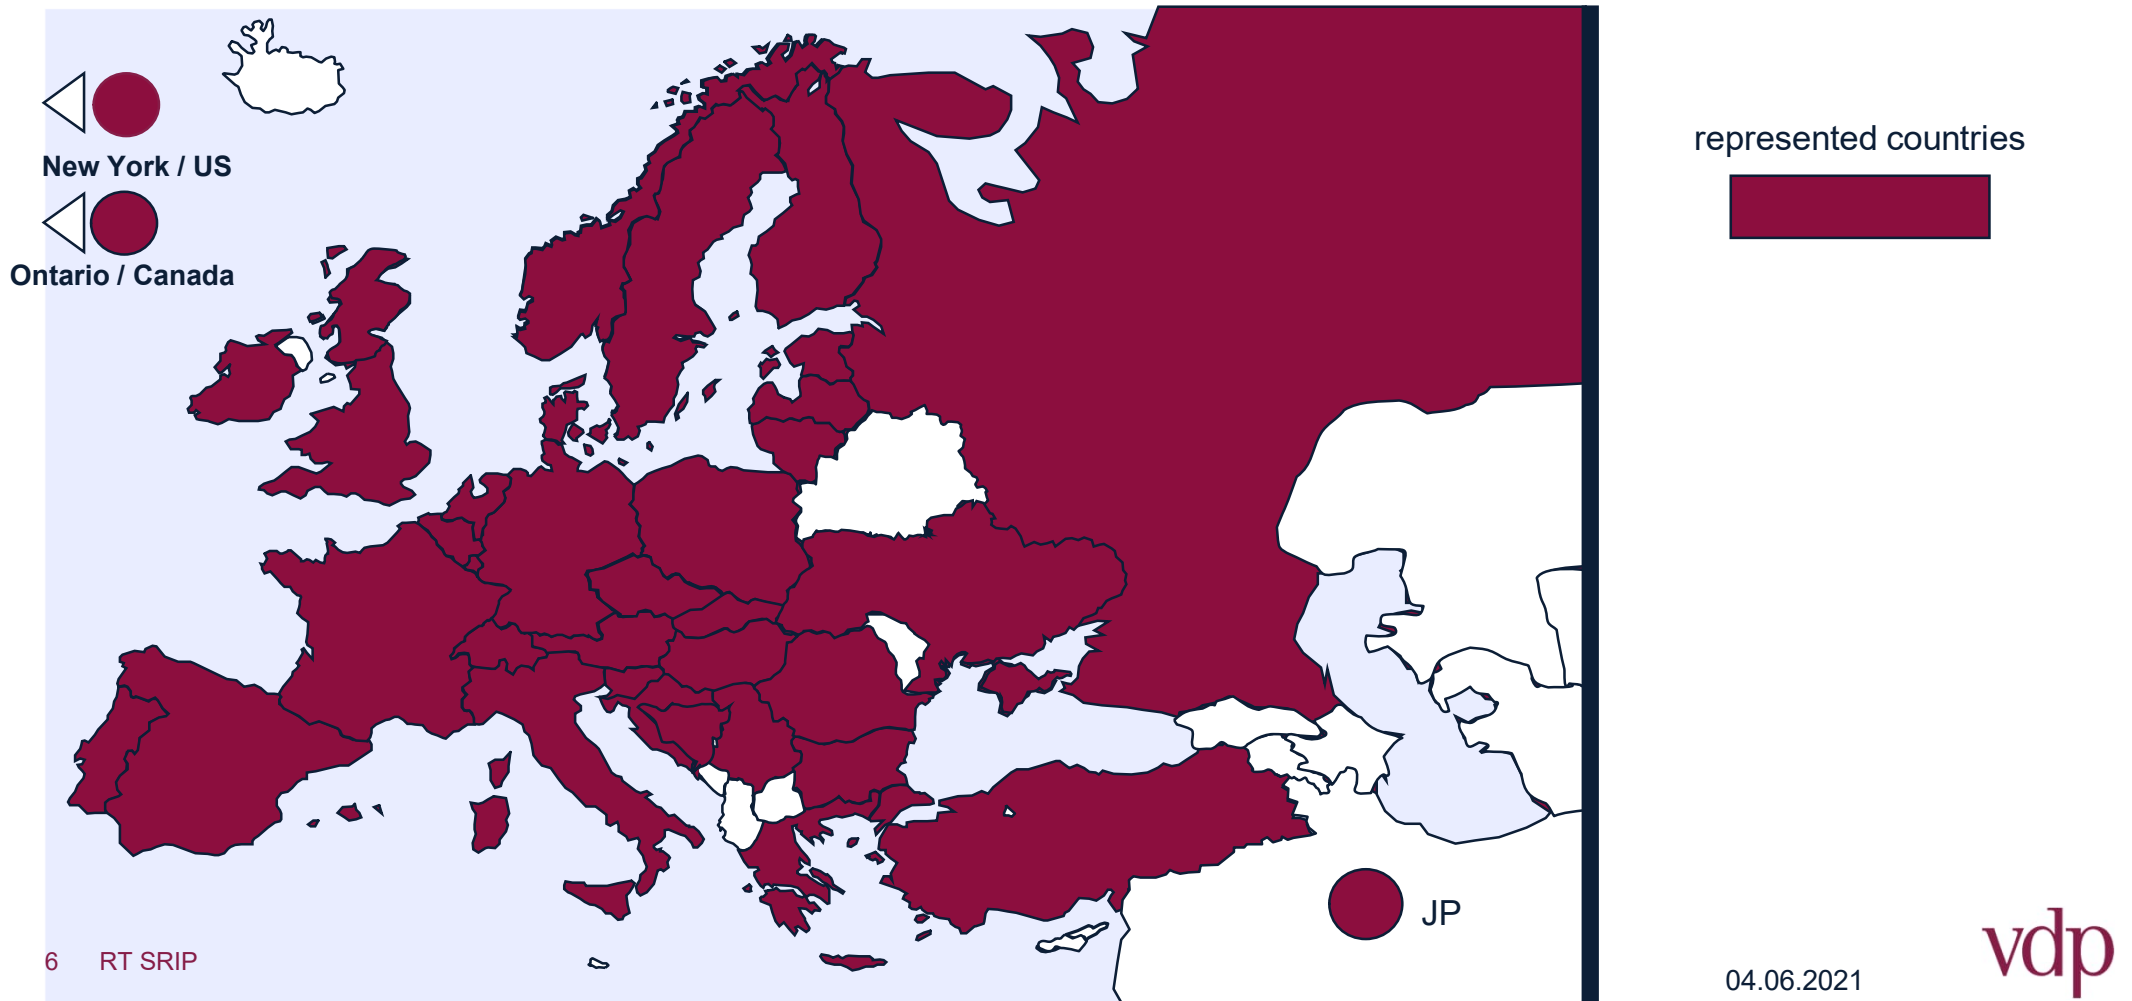 represented countries
New York / US
Ontario / Canada
JP
6 RT SRIP
04.06.2021
vdp